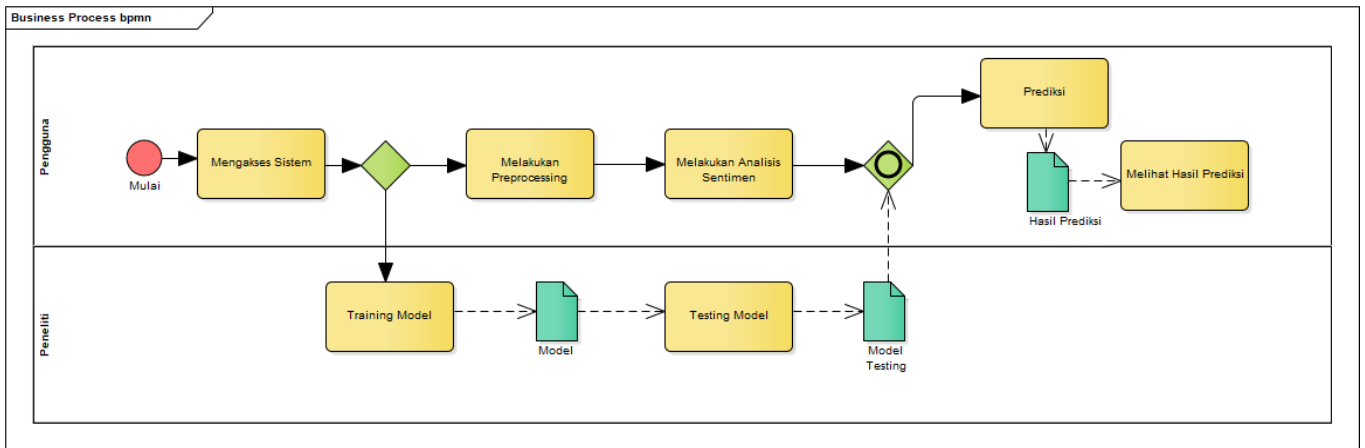 Business Process bpmn
Pengguna
Mulai
Mengakses Sistem
Melakukan
Preprocessing
Melakukan Analisis
Sentimen
Prediksi
Hasil Prediksi
Melihat Hasil Prediksi
Peneliti
Training Model
Model
Testing Model
Model
Testing